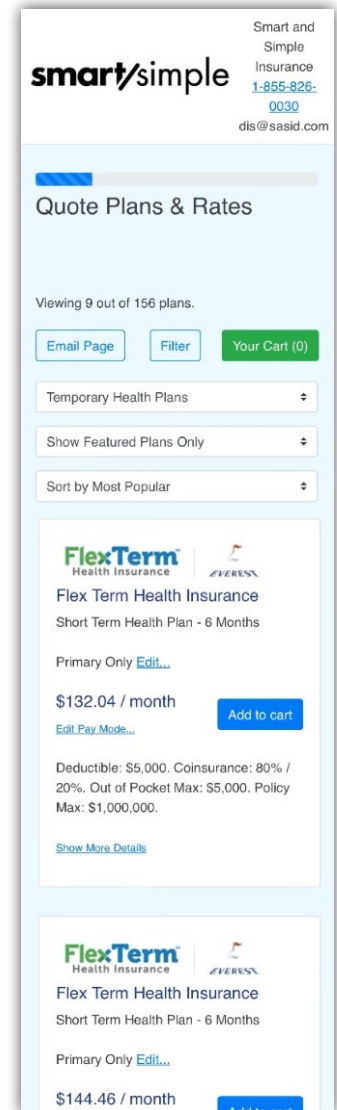 smart/simple
Smart and
Simple
Insurance
1-855-826-
0030
dis@sasid.com
Quote Plans & Rates
Viewing 9 out of 156 plans.
Email Page
Filter
Your Cart (0)
Temporary Health Plans
Show Featured Plans Only
Sort by Most Popular
FlexTerm™
Health Insurance
EVEREST
Flex Term Health Insurance
Short Term Health Plan - 6 Months
Primary Only Edit...
$132.04 / month
Add to cart
Edit Pay Mode...
Deductible: $5,000. Coinsurance: 80% /
20%. Out of Pocket Max: $5,000. Policy
Max: $1,000,000.
Show More Details
FlexTerm™
Health Insurance
EVEREST
Flex Term Health Insurance
Short Term Health Plan - 6 Months
Primary Only Edit...
$144.46 / month
Add to cart